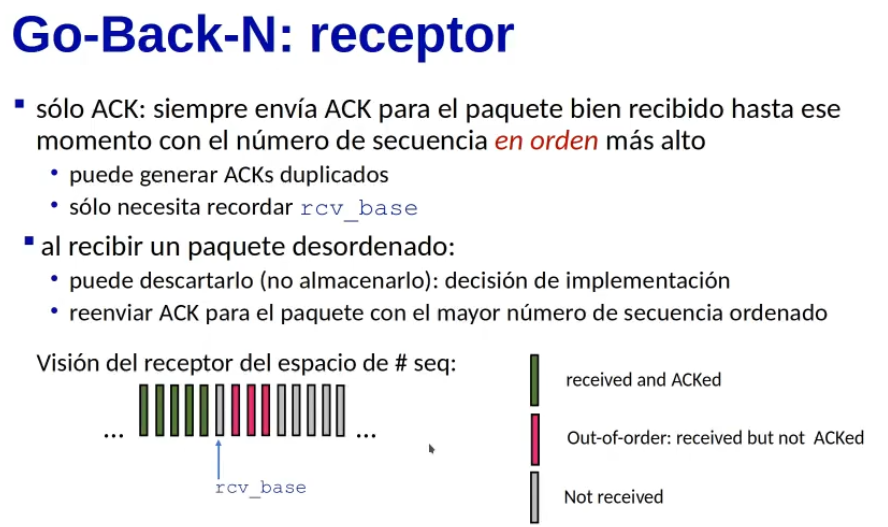 Go-Back-N: receptor
sólo ACK: siempre envía ACK para el paquete bien recibido hasta ese
momento con el número de secuencia en orden más alto
puede generar ACKs duplicados
sólo necesita recordar rcv_base
al recibir un paquete desordenado:
puede descartarlo (no almacenarlo): decisión de implementación
reenviar ACK para el paquete con el mayor número de secuencia ordenado
Visión del receptor del espacio de # seq:
... ...
rcv_base
received and ACKed
Out-of-order: received but not ACKed
Not received